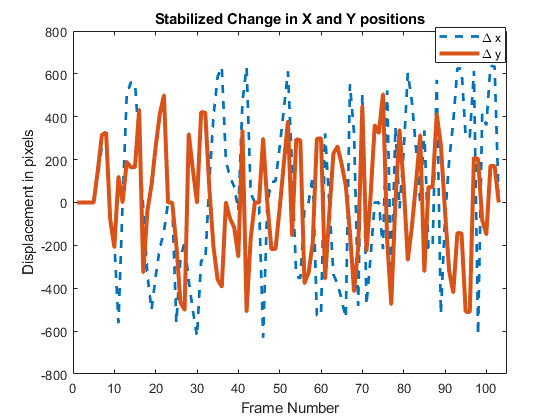 Stabilized Change in X and Y positions
Δ x
Δ y
800
600
400
200
0
-200
-400
-600
-800
Displacement in pixels
0 10 20 30 40 50 60 70 80 90 100
Frame Number